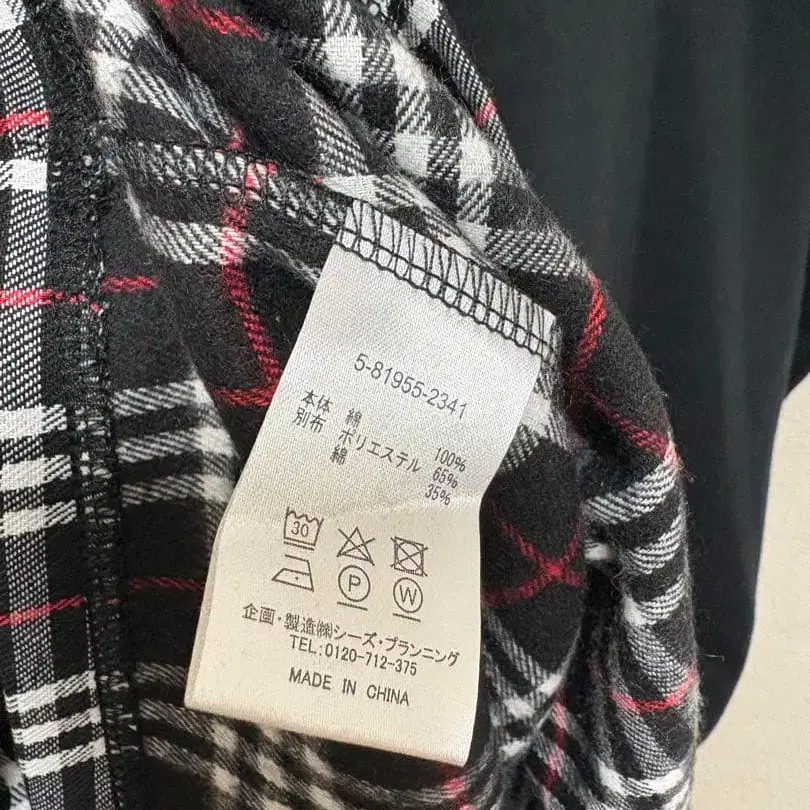 5-81955-2341
本体 綿 100%
別布 ポリエステル 65%
綿 35%
30
P W
企画・製造㈱シーズ・プランニング
TEL:0120-712-375
MADE IN CHINA